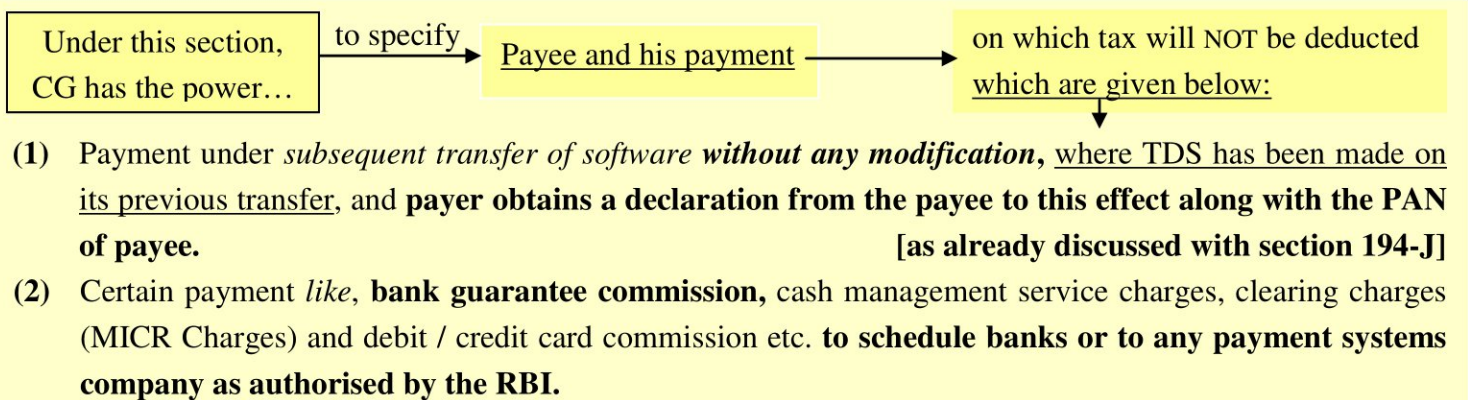 Under this section,
CG has the power…
to specify
Payee and his payment
on which tax will NOT be deducted
which are given below:
(1) Payment under subsequent transfer of software without any modification, where TDS has been made on
its previous transfer, and payer obtains a declaration from the payee to this effect along with the PAN
of payee. [as already discussed with section 194-J]
(2) Certain payment like, bank guarantee commission, cash management service charges, clearing charges
(MICR Charges) and debit / credit card commission etc. to schedule banks or to any payment systems
company as authorised by the RBI.